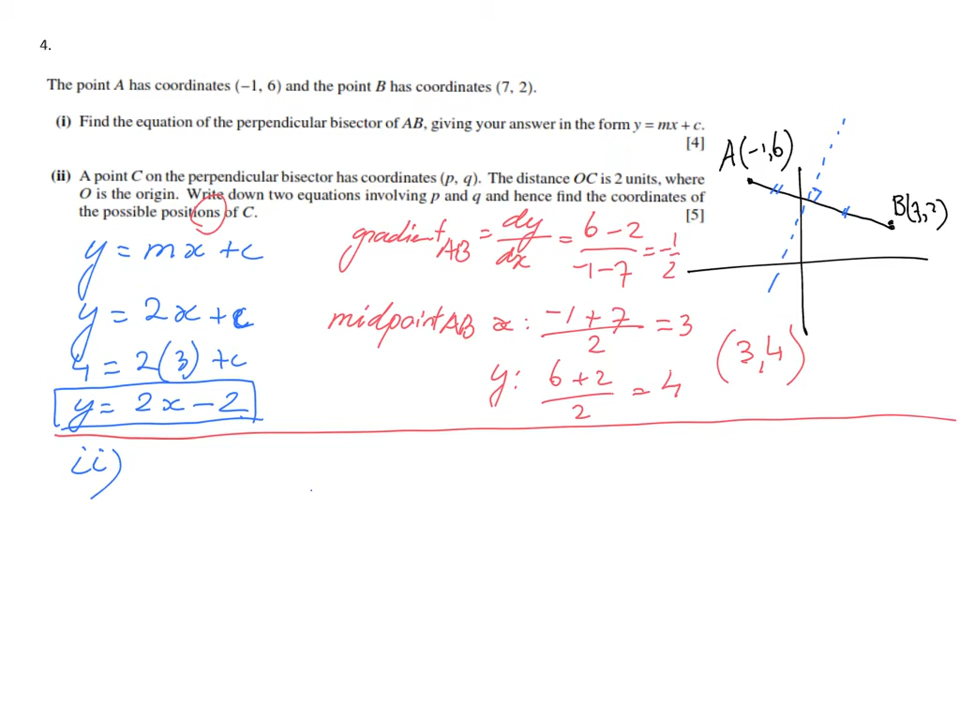 4.
The point A has coordinates (−1, 6) and the point B has coordinates (7, 2).
(i) Find the equation of the perpendicular bisector of AB, giving your answer in the form y = mx + c.
[4]
(ii) A point C on the perpendicular bisector has coordinates (p, q). The distance OC is 2 units, where
O is the origin. Write down two equations involving p and q and hence find the coordinates of
the possible positions of C.
[5]
A(-1,6)
B(7,2)
y = mx + c
y = 2x + c
4 = 2(3) + c
y = 2x - 2
gradient AB = dy/dx = 6-2/-1-7 = -1/2
midpoint AB x: -1+7/2 = 3
y: 6+2/2 = 4
(3,4)
ii)